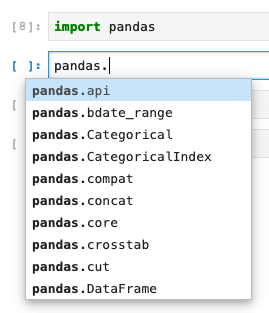 [8]: import pandas
[ ]: pandas.
pandas.api
pandas.bdate_range
pandas.Categorical
pandas.CategoricalIndex
pandas.compat
pandas.concat
pandas.core
pandas.crosstab
pandas.cut
pandas.DataFrame